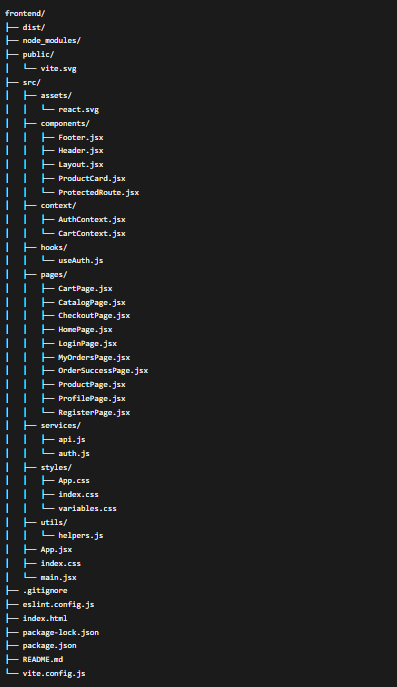 frontend/
├── dist/
├── node_modules/
├── public/
│   └── vite.svg
├── src/
│   ├── assets/
│   │   └── react.svg
│   ├── components/
│   │   ├── Footer.jsx
│   │   ├── Header.jsx
│   │   ├── Layout.jsx
│   │   ├── ProductCard.jsx
│   │   └── ProtectedRoute.jsx
│   ├── context/
│   │   ├── AuthContext.jsx
│   │   └── CartContext.jsx
│   ├── hooks/
│   │   └── useAuth.js
│   ├── pages/
│   │   ├── CartPage.jsx
│   │   ├── CatalogPage.jsx
│   │   ├── CheckoutPage.jsx
│   │   ├── HomePage.jsx
│   │   ├── LoginPage.jsx
│   │   ├── MyOrdersPage.jsx
│   │   ├── OrderSuccessPage.jsx
│   │   ├── ProductPage.jsx
│   │   ├── ProfilePage.jsx
│   │   └── RegisterPage.jsx
│   ├── services/
│   │   ├── api.js
│   │   └── auth.js
│   ├── styles/
│   │   ├── App.css
│   │   ├── index.css
│   │   └── variables.css
│   ├── utils/
│   │   └── helpers.js
│   ├── App.jsx
│   ├── index.css
│   └── main.jsx
├── .gitignore
├── eslint.config.js
├── index.html
├── package-lock.json
├── package.json
├── README.md
└── vite.config.js